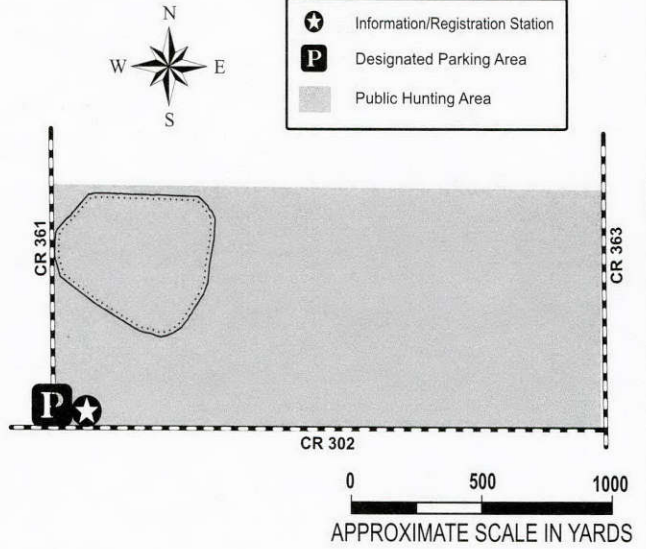 N
W E
S
Information/Registration Station
P Designated Parking Area
Public Hunting Area
CR 361
CR 363
P
CR 302
0 500 1000
APPROXIMATE SCALE IN YARDS